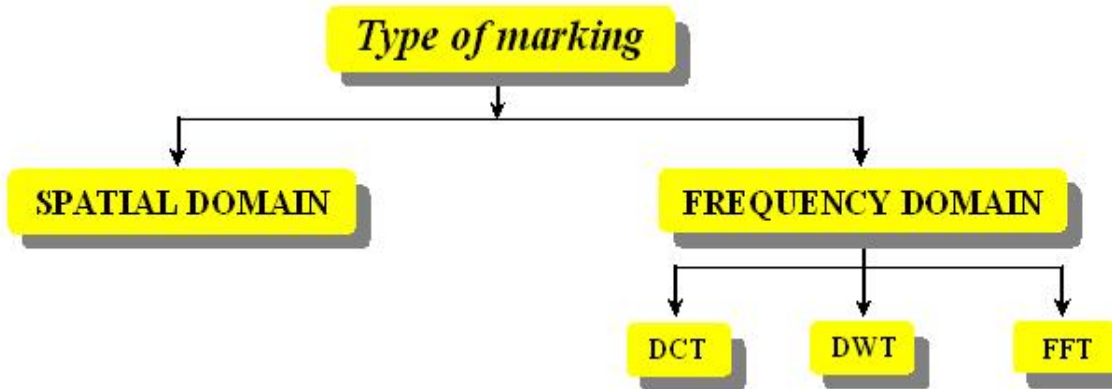 Type of marking
SPATIAL DOMAIN
FREQUENCY DOMAIN
DCT
DWT
FFT